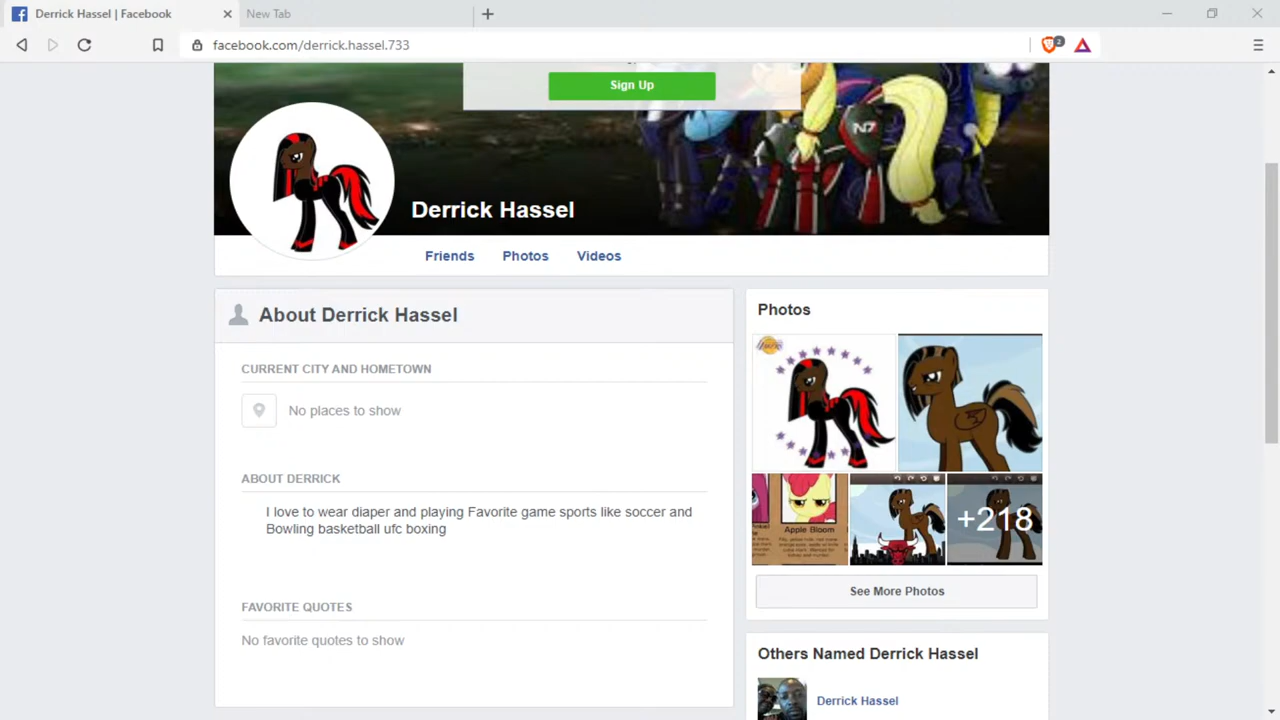 Derrick Hassel | Facebook
New Tab
facebook.com/derrick.hassel.733
2
Sign Up
N7
Derrick Hassel
Friends Photos Videos
About Derrick Hassel
CURRENT CITY AND HOMETOWN
No places to show
ABOUT DERRICK
I love to wear diaper and playing Favorite game sports like soccer and
Bowling basketball ufc boxing
FAVORITE QUOTES
No favorite quotes to show
Photos
Apple Bloom
+218
See More Photos
Others Named Derrick Hassel
Derrick Hassel